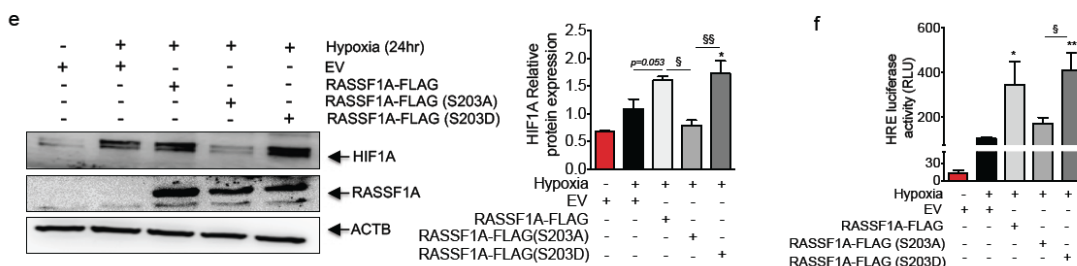 e
- + + + + Hypoxia (24hr)
+ + - - - EV
- - + - - RASSF1A-FLAG
- - - + - RASSF1A-FLAG (S203A)
- - - - + RASSF1A-FLAG (S203D)
HIF1A
RASSF1A
ACTB
HIF1A Relative
protein expression
2.5
2.0
1.5
1.0
0.5
0.0
p=0.053
§
§§
*
Hypoxia - + + + +
EV + + - - -
RASSF1A-FLAG - - + - -
RASSF1A-FLAG(S203A) - - - + -
RASSF1A-FLAG(S203D) - - - - +
f
HRE luciferase
activity (RLU)
600
400
200
30
0
*
§
**
Hypoxia - + + + +
EV + + - - -
RASSF1A-FLAG - - + - -
RASSF1A-FLAG (S203A) - - - + -
RASSF1A-FLAG (S203D) - - - - +